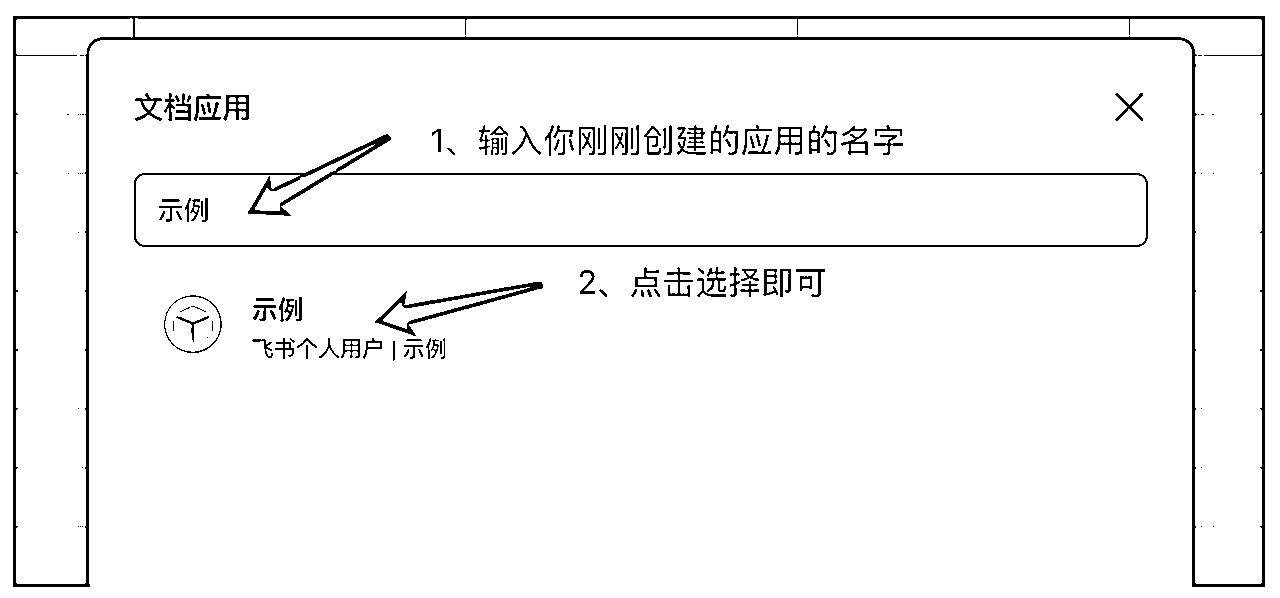 文档应用
1、输入你刚刚创建的应用的名字
示例
2、点击选择即可
示例
飞书个人用户 | 示例